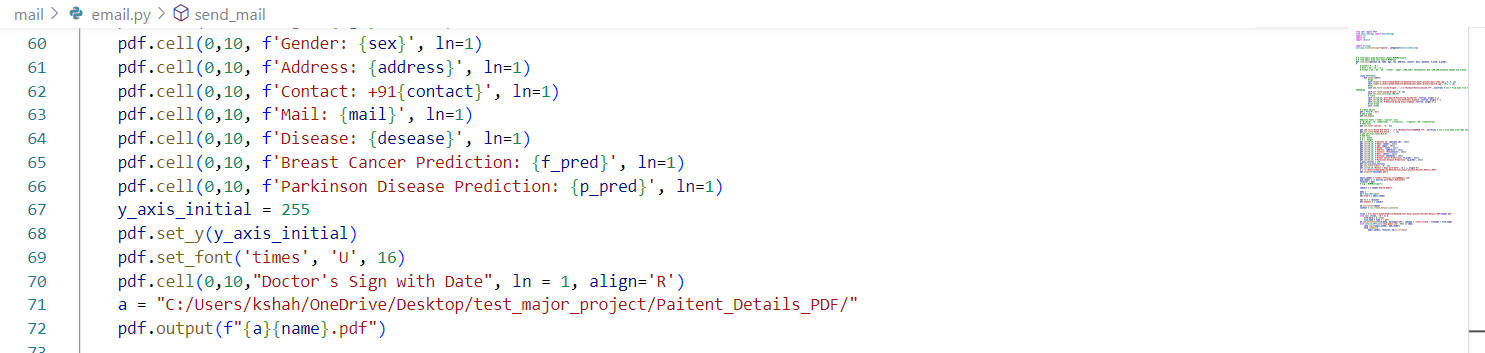 mail > email.py > send_mail
60 pdf.cell(0,10, f'Gender: {sex}', ln=1)
61 pdf.cell(0,10, f'Address: {address}', ln=1)
62 pdf.cell(0,10, f'Contact: +91{contact}', ln=1)
63 pdf.cell(0,10, f'Mail: {mail}', ln=1)
64 pdf.cell(0,10, f'Disease: {desease}', ln=1)
65 pdf.cell(0,10, f'Breast Cancer Prediction: {f_pred}', ln=1)
66 pdf.cell(0,10, f'Parkinson Disease Prediction: {p_pred}', ln=1)
67 y_axis_initial = 255
68 pdf.set_y(y_axis_initial)
69 pdf.set_font('times', 'U', 16)
70 pdf.cell(0,10,"Doctor's Sign with Date", ln = 1, align='R')
71 a = "C:/Users/kshah/OneDrive/Desktop/test_major_project/Paitent_Details_PDF/"
72 pdf.output(f"{a}{name}.pdf")
73